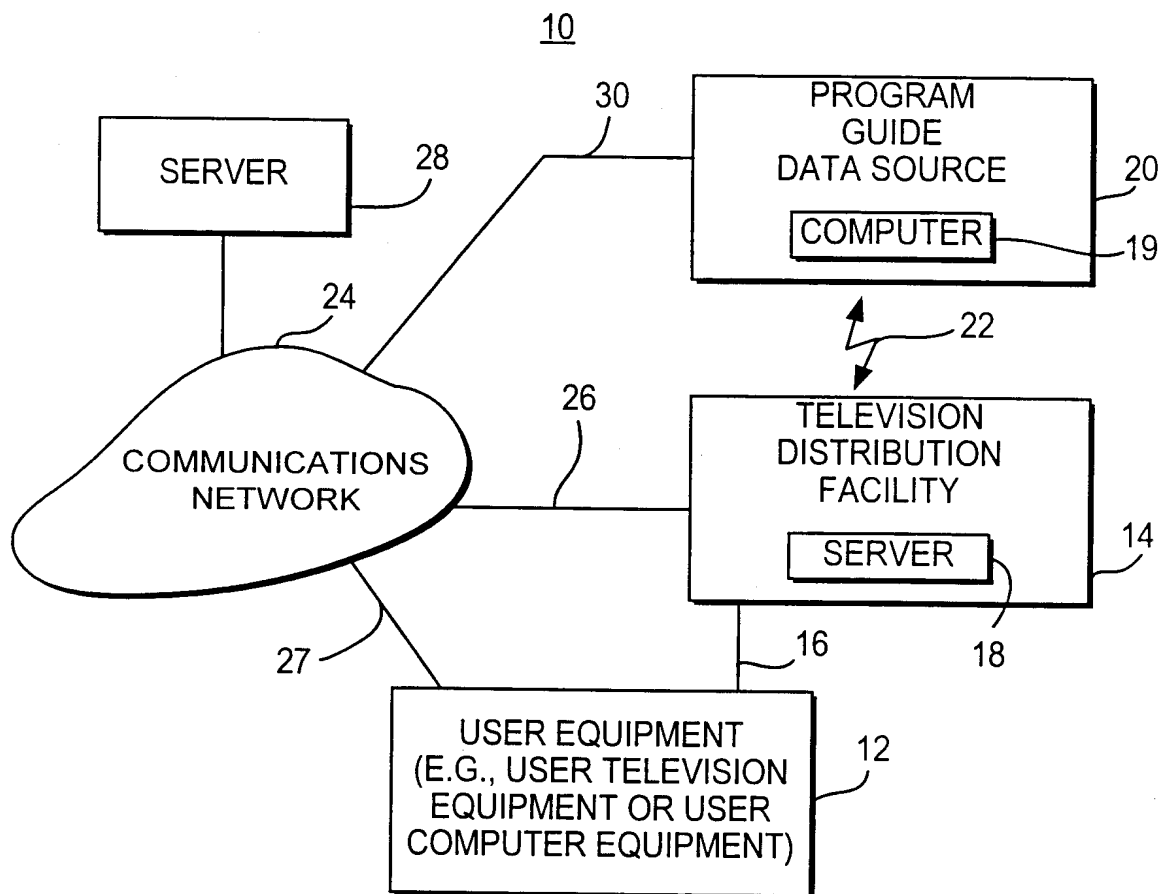 10
30
PROGRAM
GUIDE
DATA SOURCE
COMPUTER
20
19
SERVER
28
24
22
COMMUNICATIONS
NETWORK
26
TELEVISION
DISTRIBUTION
FACILITY
SERVER
14
18
27
16
USER EQUIPMENT
(E.G., USER TELEVISION
EQUIPMENT OR USER
COMPUTER EQUIPMENT)
12